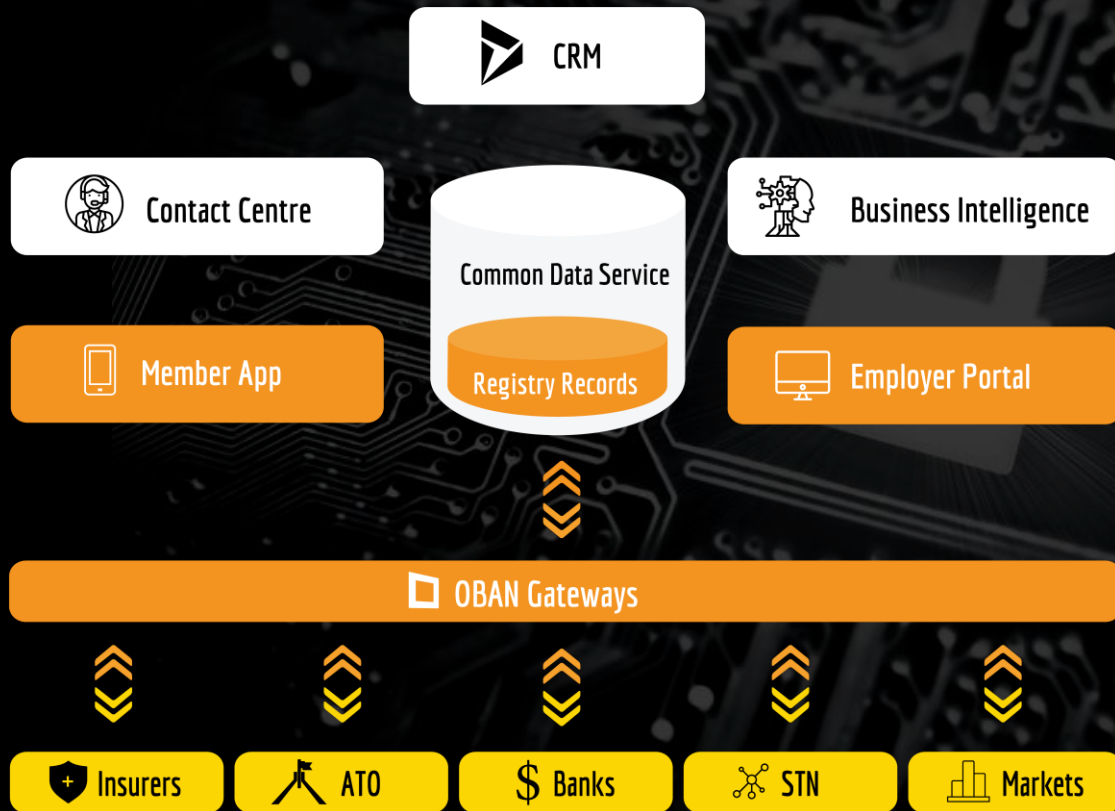 CRM
Contact Centre
Business Intelligence
Common Data Service
Member App
Registry Records
Employer Portal
OBAN Gateways
Insurers
ATO
$ Banks
STN
Markets